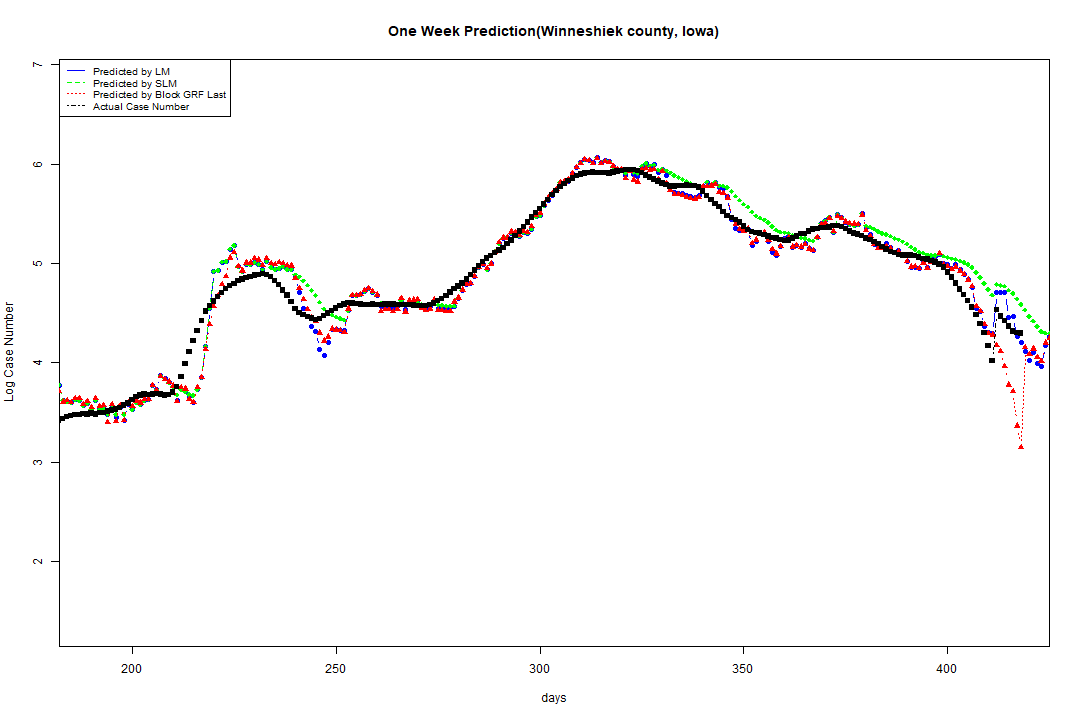 One Week Prediction(Winneshiek county, Iowa)
Predicted by LM
Predicted by SLM
Predicted by Block GRF Last
Actual Case Number
7
6
5
4
3
2
Log Case Number
200 250 300 350 400
days